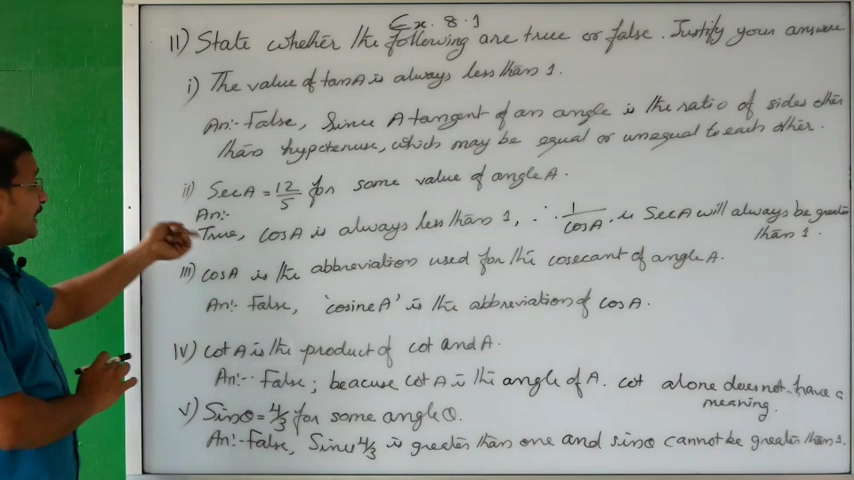 Ex. 8.1
11) State whether the following are true or false. Justify your answer
i) The value of tanA is always less than 1.
An:- False, Since A tangent of an angle is the ratio of sides other
than hypotenuse, which may be equal or unequal to each other.
ii) SecA = 12/5 for some value of angle A.
An:-
True, cosA is always less than 1, ∴ 1/cosA. is SecA will always be greater
than 1.
iii) cosA is the abbreviation used for the cosecant of angle A.
An:- False, 'cosine A' is the abbreviation of cosA.
IV) cot A is the product of cot and A.
An:- False; beacuse cot A is the angle of A. cot alone does not have a
meaning.
V) Sinθ = 4/3 for some angle θ.
An:- False, Since 4/3 is greater than one and sinθ cannot be greater than 1.